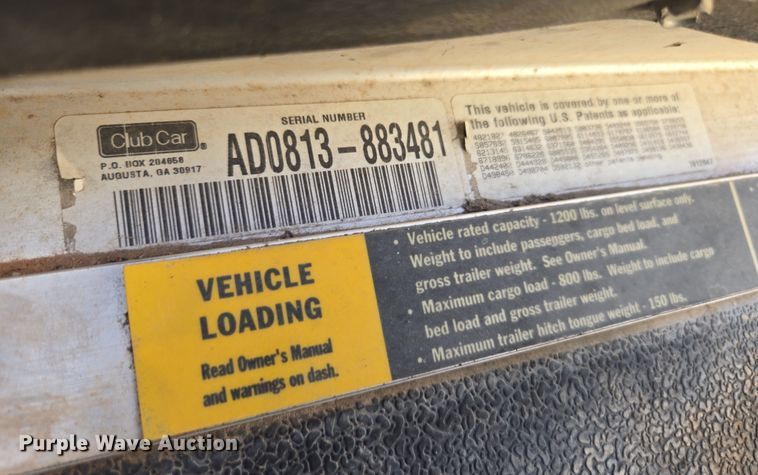 Club Car
P.O. BOX 204658
AUGUSTA, GA 30917
SERIAL NUMBER
AD0813-883481
This vehicle is covered by one or more of
the following U.S. Patents as applicable:
VEHICLE
LOADING
Read Owner's Manual
and warnings on dash.
• Vehicle rated capacity - 1200 lbs. on level surface only.
Weight to include passengers, cargo bed load, and
gross trailer weight. See Owner's Manual.
• Maximum cargo load - 800 lbs. Weight to include cargo
bed load and gross trailer weight.
• Maximum trailer hitch tongue weight - 150 lbs.
Purple Wave Auction